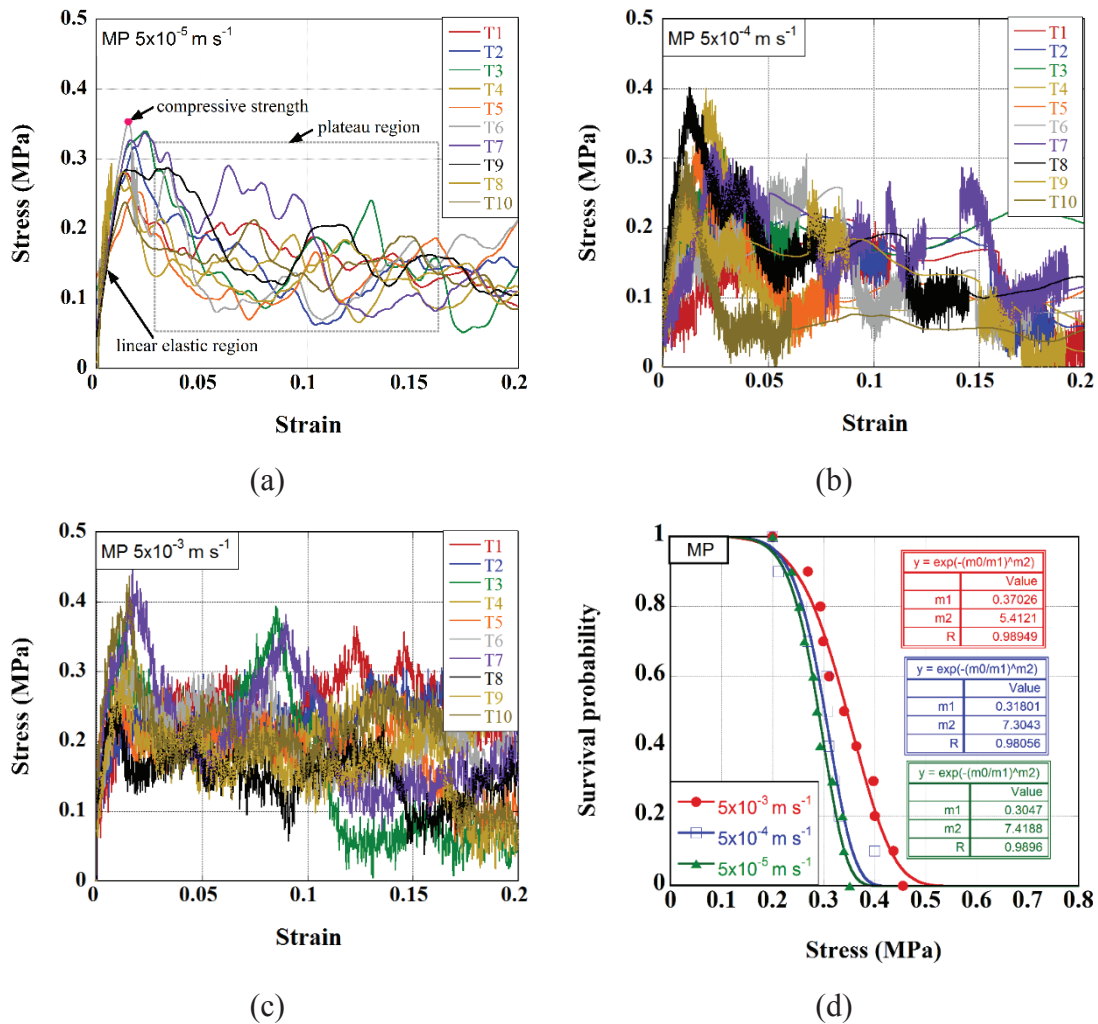 0.5
0.4
0.3
0.2
0.1
0
Stress (MPa)
MP 5x10⁻⁵ m s⁻¹
compressive strength
plateau region
linear elastic region
T1
T2
T3
T4
T5
T6
T7
T9
T8
T10
0
0.05
0.1
0.15
0.2
Strain
(a)
0.5
0.4
0.3
0.2
0.1
0
Stress (MPa)
MP 5x10⁻⁴ m s⁻¹
T1
T2
T3
T4
T5
T6
T7
T8
T9
T10
0
0.05
0.1
0.15
0.2
Strain
(b)
0.5
0.4
0.3
0.2
0.1
0
Stress (MPa)
MP 5x10⁻³ m s⁻¹
T1
T2
T3
T4
T5
T6
T7
T8
T9
T10
0
0.05
0.10
0.15
0.2
Strain
(c)
1
0.8
0.6
0.4
0.2
0
Survival probability
MP
y = exp(-(m0/m1)^m2)
Value
m1 0.37026
m2 5.4121
R 0.98949
y = exp(-(m0/m1)^m2)
Value
m1 0.31801
m2 7.3043
R 0.98056
y = exp(-(m0/m1)^m2)
Value
m1 0.3047
m2 7.4188
R 0.9896
5x10⁻³ m s⁻¹
5x10⁻⁴ m s⁻¹
5x10⁻⁵ m s⁻¹
0
0.1
0.2
0.3
0.4
0.5
0.6
0.7
0.8
Stress (MPa)
(d)